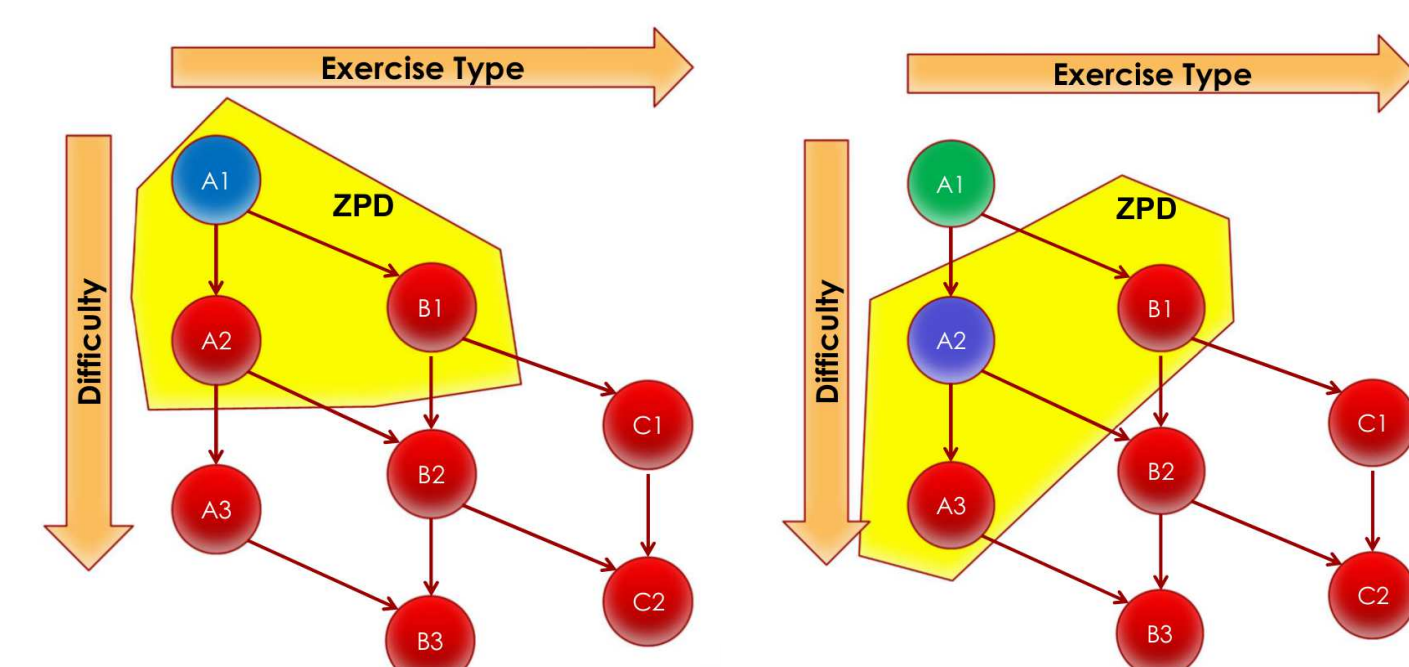 Exercise Type
Difficulty
ZPD
A1
B1
A2
C1
B2
A3
C2
B3
Exercise Type
Difficulty
ZPD
A1
B1
A2
C1
B2
A3
C2
B3